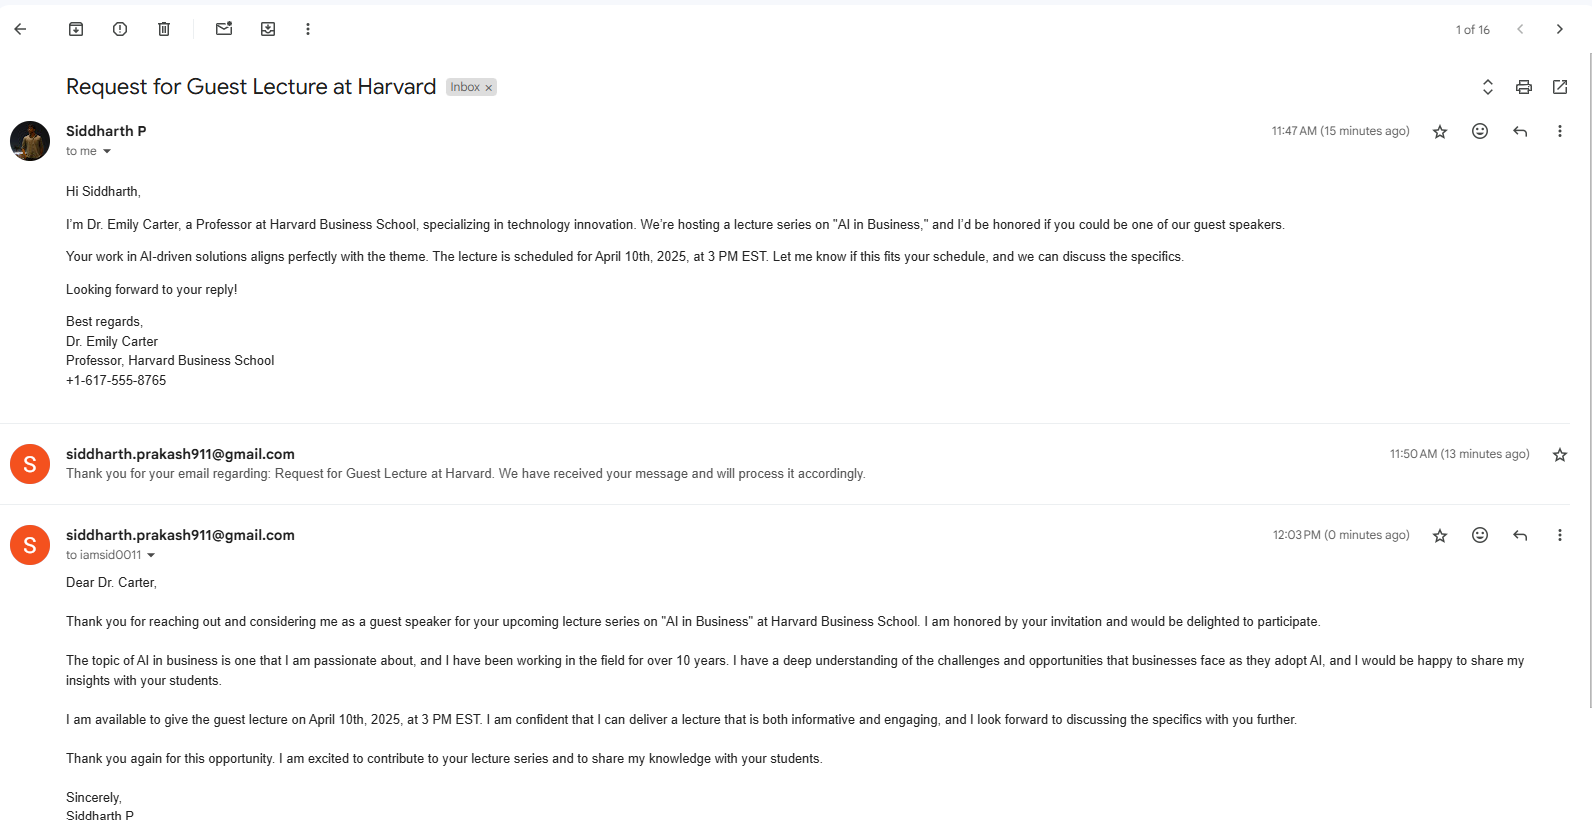 1 of 16
Request for Guest Lecture at Harvard
Inbox ×
Siddharth P
11:47 AM (15 minutes ago)
to me
Hi Siddharth,
I'm Dr. Emily Carter, a Professor at Harvard Business School, specializing in technology innovation. We're hosting a lecture series on "AI in Business," and I'd be honored if you could be one of our guest speakers.
Your work in AI-driven solutions aligns perfectly with the theme. The lecture is scheduled for April 10th, 2025, at 3 PM EST. Let me know if this fits your schedule, and we can discuss the specifics.
Looking forward to your reply!
Best regards,
Dr. Emily Carter
Professor, Harvard Business School
+1-617-555-8765
S
siddharth.prakash911@gmail.com
11:50 AM (13 minutes ago)
Thank you for your email regarding: Request for Guest Lecture at Harvard. We have received your message and will process it accordingly.
S
siddharth.prakash911@gmail.com
12:03 PM (0 minutes ago)
to iamsid0011
Dear Dr. Carter,
Thank you for reaching out and considering me as a guest speaker for your upcoming lecture series on "AI in Business" at Harvard Business School. I am honored by your invitation and would be delighted to participate.
The topic of AI in business is one that I am passionate about, and I have been working in the field for over 10 years. I have a deep understanding of the challenges and opportunities that businesses face as they adopt AI, and I would be happy to share my
insights with your students.
I am available to give the guest lecture on April 10th, 2025, at 3 PM EST. I am confident that I can deliver a lecture that is both informative and engaging, and I look forward to discussing the specifics with you further.
Thank you again for this opportunity. I am excited to contribute to your lecture series and to share my knowledge with your students.
Sincerely,
Siddharth P